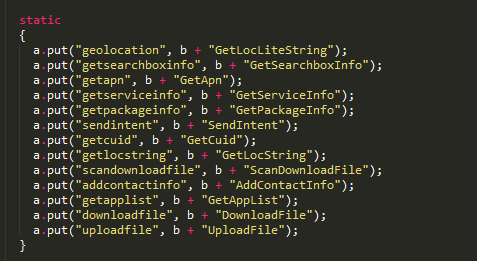 static
{
a.put("geolocation", b + "GetLocLiteString");
a.put("getsearchboxinfo", b + "GetSearchboxInfo");
a.put("getapn", b + "GetApn");
a.put("getserviceinfo", b + "GetServiceInfo");
a.put("getpackageinfo", b + "GetPackageInfo");
a.put("sendintent", b + "SendIntent");
a.put("getcuid", b + "GetCuid");
a.put("getlocstring", b + "GetLocString");
a.put("scandownloadfile", b + "ScanDownloadFile");
a.put("addcontactinfo", b + "AddContactInfo");
a.put("getapplist", b + "GetAppList");
a.put("downloadfile", b + "DownloadFile");
a.put("uploadfile", b + "UploadFile");
}